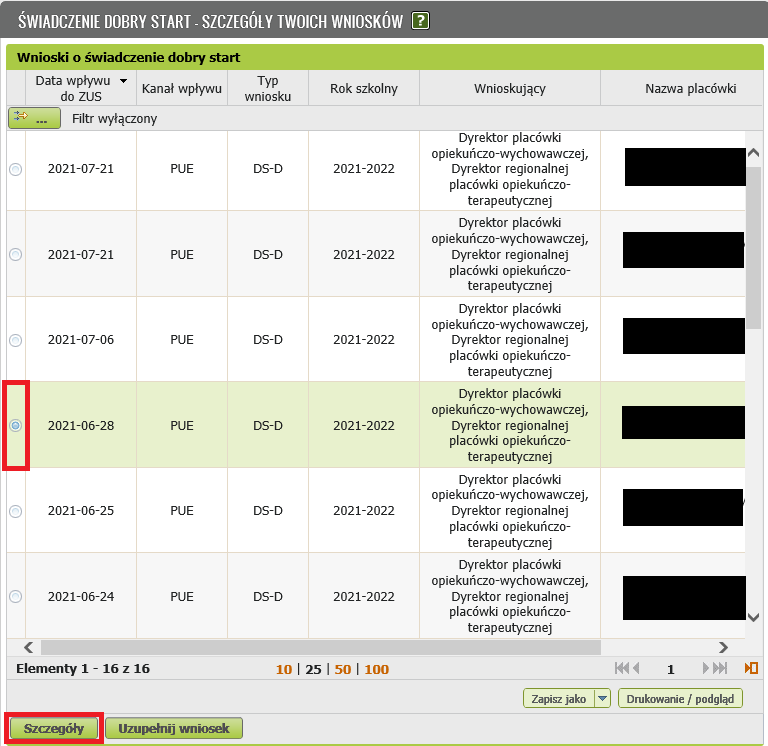 ŚWIADCZENIE DOBRY START - SZCZEGÓŁY TWOICH WNIOSKÓW ?
Wnioski o świadczenie dobry start
Data wpływu do ZUS Kanał wpływu Typ wniosku Rok szkolny Wnioskujący Nazwa placówki
... Filtr wyłączony
Dyrektor placówki
opiekuńczo-wychowawczej,
2021-07-21 PUE DS-D 2021-2022 Dyrektor regionalnej
placówki opiekuńczo-
terapeutycznej
Dyrektor placówki
opiekuńczo-wychowawczej,
2021-07-21 PUE DS-D 2021-2022 Dyrektor regionalnej
placówki opiekuńczo-
terapeutycznej
Dyrektor placówki
opiekuńczo-wychowawczej,
2021-07-06 PUE DS-D 2021-2022 Dyrektor regionalnej
placówki opiekuńczo-
terapeutycznej
Dyrektor placówki
opiekuńczo-wychowawczej,
2021-06-28 PUE DS-D 2021-2022 Dyrektor regionalnej
placówki opiekuńczo-
terapeutycznej
Dyrektor placówki
opiekuńczo-wychowawczej,
2021-06-25 PUE DS-D 2021-2022 Dyrektor regionalnej
placówki opiekuńczo-
terapeutycznej
Dyrektor placówki
opiekuńczo-wychowawczej,
2021-06-24 PUE DS-D 2021-2022 Dyrektor regionalnej
placówki opiekuńczo-
terapeutycznej
Elementy 1 - 16 z 16 10 | 25 | 50 | 100 1
Zapisz jako Drukowanie / podgląd
Szczegóły Uzupełnij wniosek